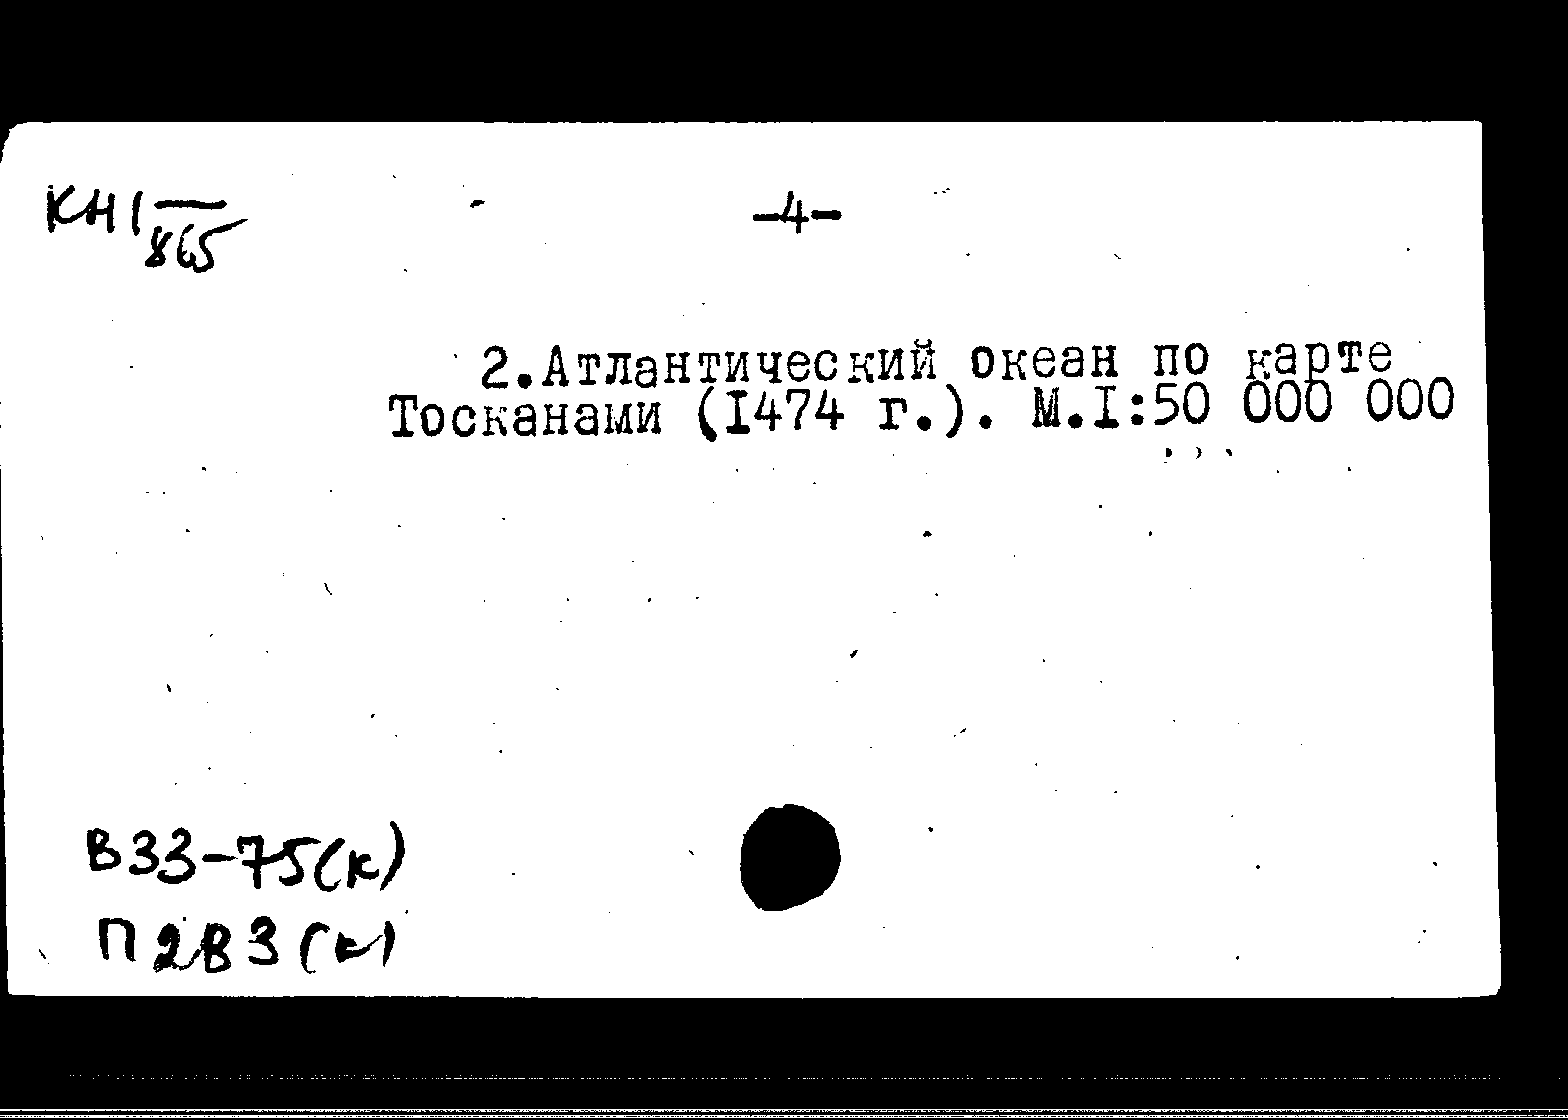 КН1 —
865
-4-
2.Атлантический океан по карте
Тосканами (I474 г.). М.I:50 000 000
В33-75(к)
П2В3(к)